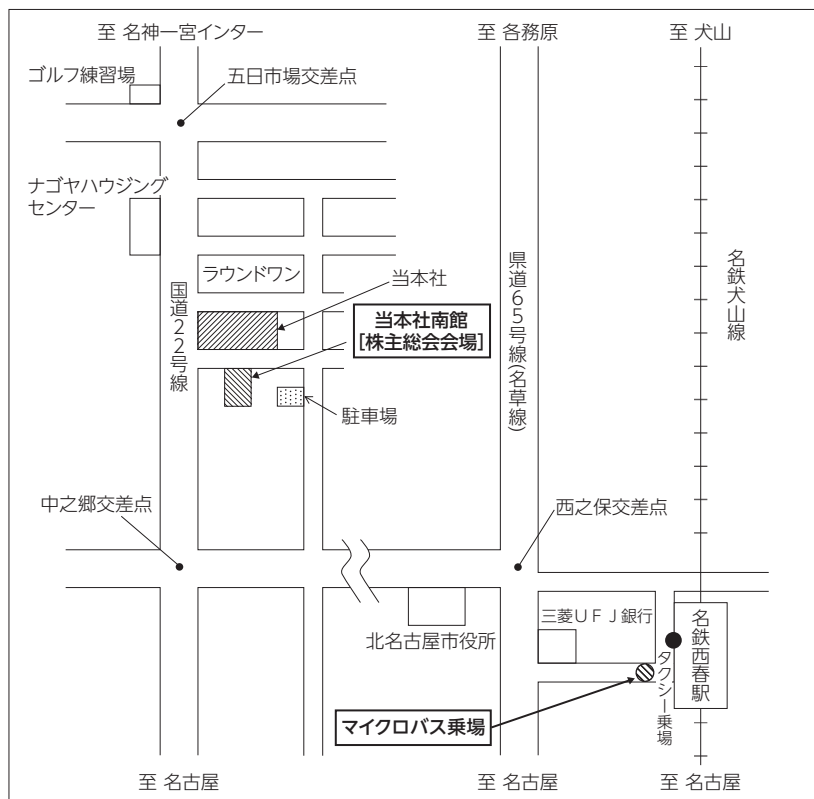 至 名神一宮インター
至 各務原
至 犬山
ゴルフ練習場
五日市場交差点
ナゴヤハウジング
センター
ラウンドワン
当本社
国道22号線
当本社南館
[株主総会会場]
県道65号線(名草線)
名鉄犬山線
駐車場
中之郷交差点
西之保交差点
三菱UFJ銀行
北名古屋市役所
タクシー乗場
名鉄西春駅
マイクロバス乗場
至 名古屋
至 名古屋
至 名古屋